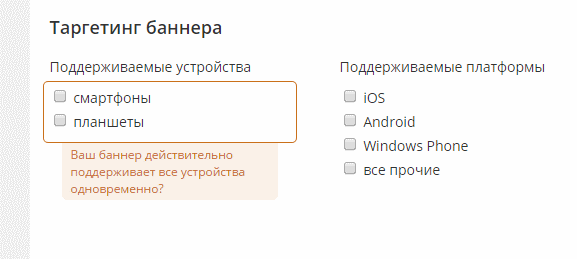 Таргетинг баннера
Поддерживаемые устройства
смартфоны
планшеты
Ваш баннер действительно
поддерживает все устройства
одновременно?
Поддерживаемые платформы
iOS
Android
Windows Phone
все прочие